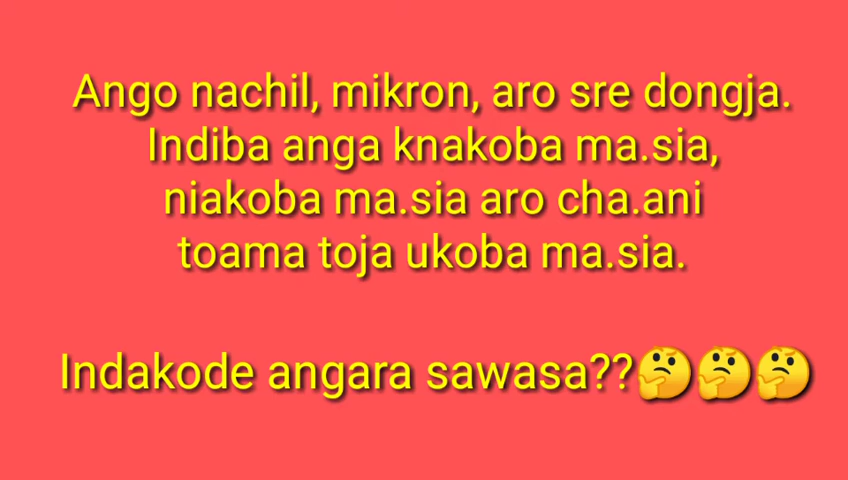 Ango nachil, mikron, aro sre dongja.
Indiba anga knakoba ma.sia,
niakoba ma.sia aro cha.ani
toama toja ukoba ma.sia.
Indakode angara sawasa??🤔🤔🤔